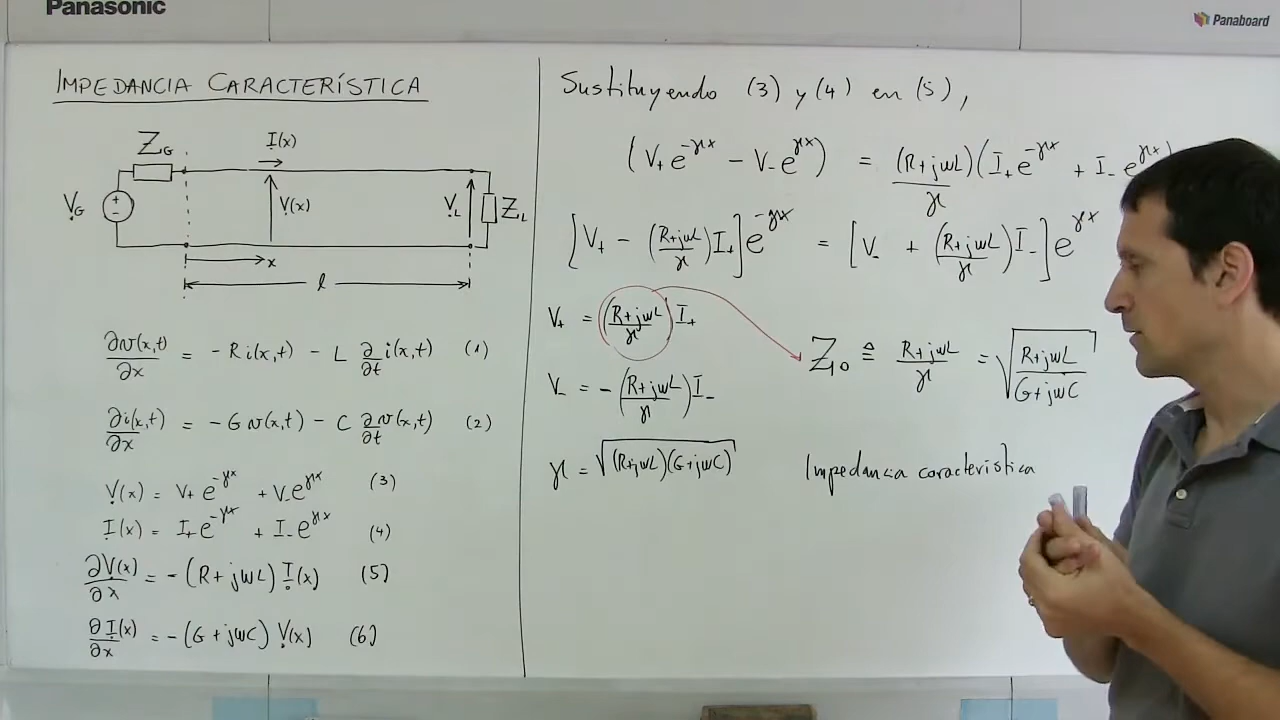 Panasonic
Panaboard
IMPEDANCIA CARACTERÍSTICA
Z_G
I(x)
V_G
+
-
V(x)
V_L
Z_L
x
l
∂v(x,t)/∂x = -R i(x,t) - L ∂/∂t i(x,t) (1)
∂i(x,t)/∂x = -G v(x,t) - C ∂/∂t v(x,t) (2)
V(x) = V₊ e^{-γx} + V₋ e^{γx} (3)
I(x) = I₊ e^{-γx} + I₋ e^{γx} (4)
∂V(x)/∂x = -(R + jωL) I(x) (5)
∂I(x)/∂x = -(G + jωC) V(x) (6)
Sustituyendo (3) y (4) en (5),
(V₊ e^{-γx} - V₋ e^{γx}) = (R+jωL)/γ (I₊ e^{-γx} + I₋ e^{γx})
[V₊ - ((R+jωL)/γ) I₊] e^{-γx} = [V₋ + ((R+jωL)/γ) I₋] e^{γx}
V₊ = ((R+jωL)/γ) I₊
Z₀ ≜ (R+jωL)/γ = √((R+jωL)/(G+jωC))
V₋ = -((R+jωL)/γ) I₋
γ = √((R+jωL)(G+jωC))
Impedancia característica